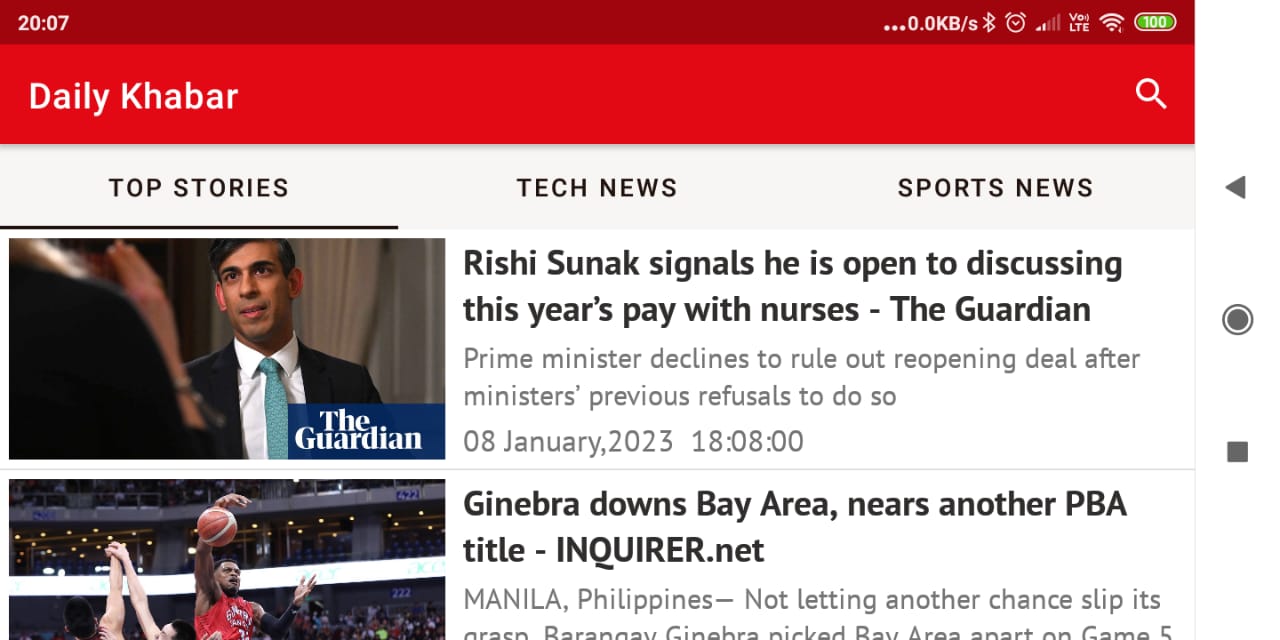 20:07
...0.0KB/s Vo)) LTE 100
Daily Khabar
TOP STORIES
TECH NEWS
SPORTS NEWS
Rishi Sunak signals he is open to discussing
this year’s pay with nurses - The Guardian
Prime minister declines to rule out reopening deal after
ministers’ previous refusals to do so
08 January,2023 18:08:00
The
Guardian
Ginebra downs Bay Area, nears another PBA
title - INQUIRER.net
MANILA, Philippines— Not letting another chance slip its
grasp, Barangay Ginebra picked Bay Area apart on Game 5
422
222